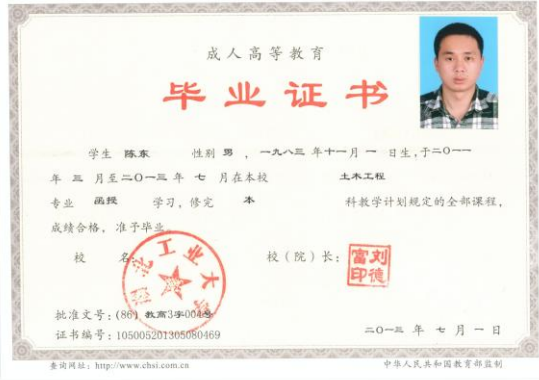 成人高等教育
毕业证书
学生 陈东 性别 男 ，一九八三 年 十一 月 一 日生，于二〇一一
年 三 月至二〇一三 年 七 月在本校 土木工程
专业 函授 学习，修完 本 科教学计划规定的全部课程，
成绩合格，准予毕业。
校 名： 校（院）长：
工业大学
刘德
富印
批准文号：(86) 教高3字004号
证书编号：105005201305080469
二〇一三 年 七 月 一 日
查询网址：http://www.chsi.com.cn 中华人民共和国教育部监制